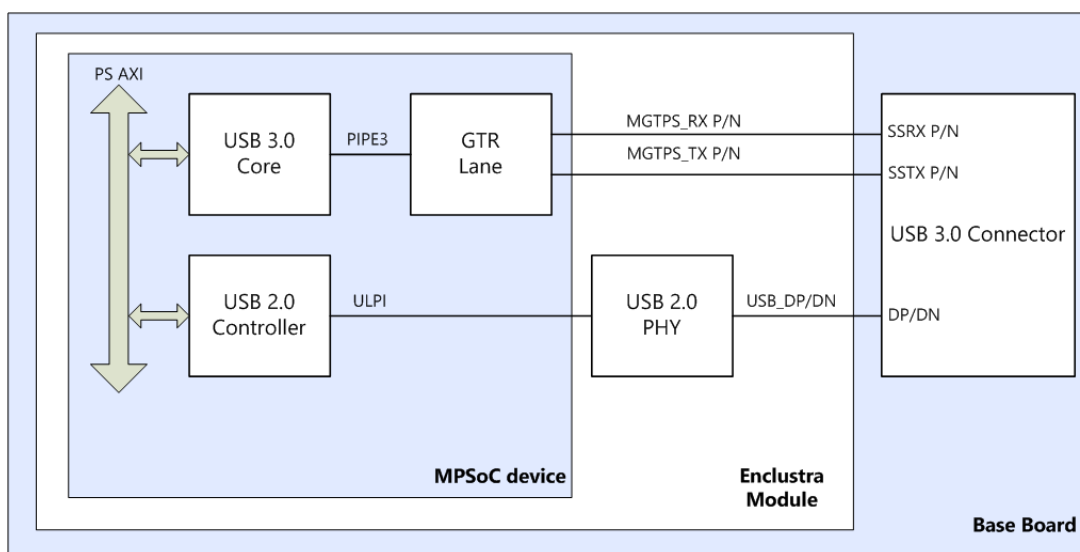 PS AXI
USB 3.0
Core
PIPE3
GTR
Lane
MGTPS_RX P/N
MGTPS_TX P/N
SSRX P/N
SSTX P/N
USB 3.0 Connector
USB 2.0
Controller
ULPI
USB 2.0
PHY
USB_DP/DN
DP/DN
MPSoC device
Enclustra
Module
Base Board